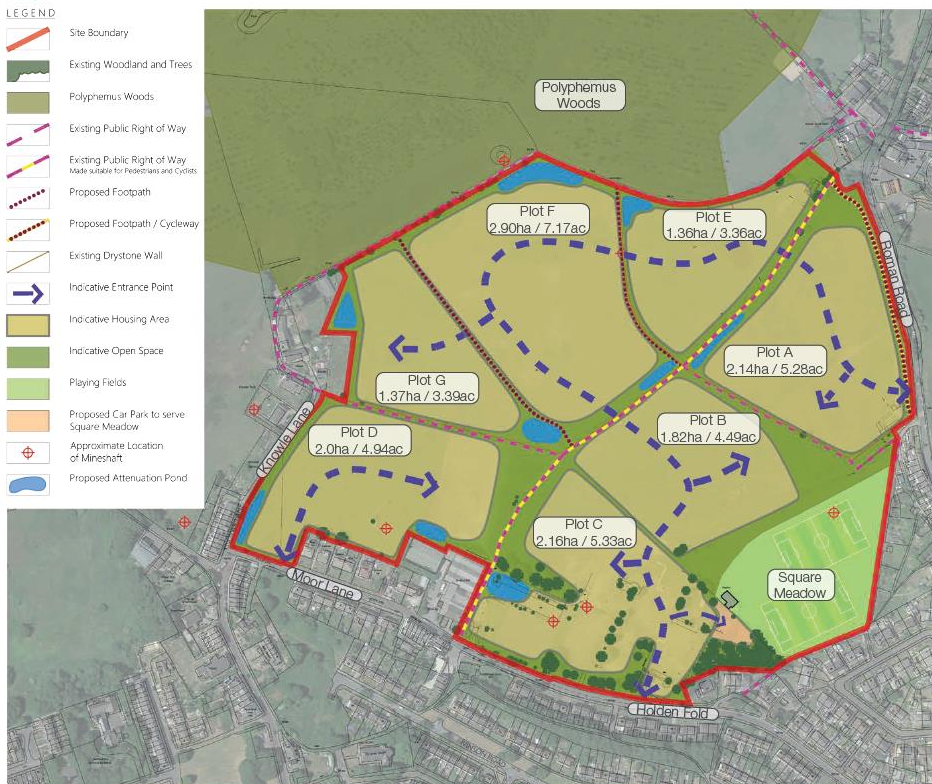 LEGEND
Site Boundary
Existing Woodland and Trees
Polyphemus Woods
Existing Public Right of Way
Existing Public Right of Way
Made suitable for Pedestrians and Cyclists
Proposed Footpath
Proposed Footpath / Cycleway
Existing Drystone Wall
Indicative Entrance Point
Indicative Housing Area
Indicative Open Space
Playing Fields
Proposed Car Park to serve
Square Meadow
Approximate Location
of Mineshaft
Proposed Attenuation Pond
Polyphemus
Woods
Plot F
2.90ha / 7.17ac
Plot E
1.36ha / 3.36ac
Roman Road
Plot A
2.14ha / 5.28ac
Plot G
1.37ha / 3.39ac
Plot B
1.82ha / 4.49ac
Knowle Lane
Plot D
2.0ha / 4.94ac
Plot C
2.16ha / 5.33ac
Moor Lane
Square
Meadow
Holden Fold